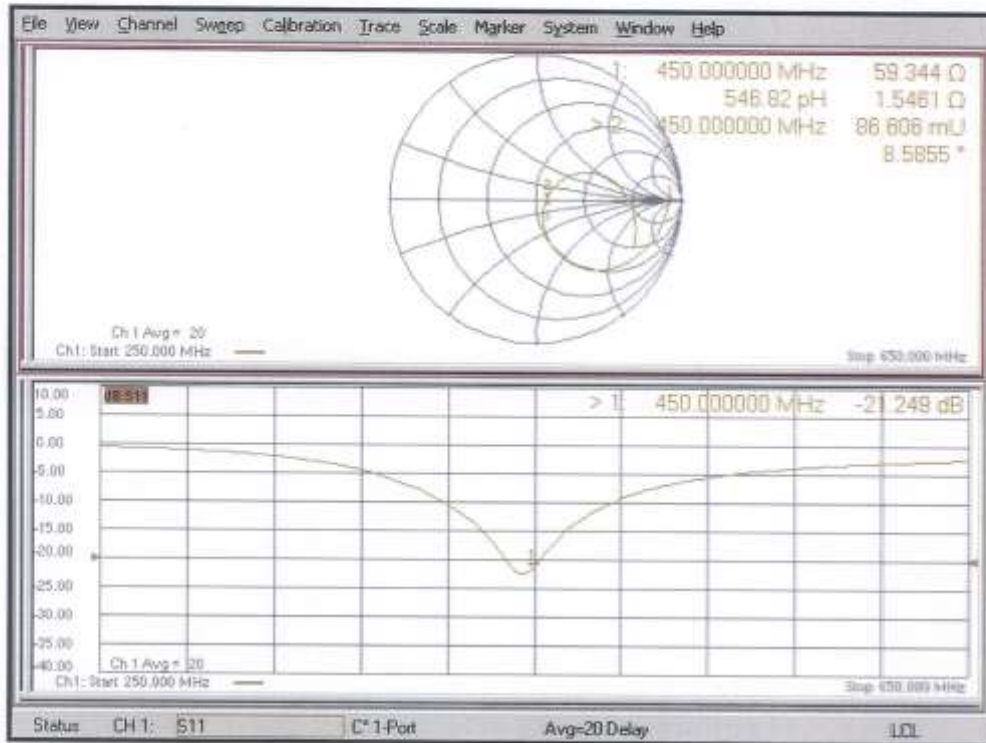 File View Channel Sweep Calibration Trace Scale Marker System Window Help
1: 450.000000 MHz 59.344 Ω
546.82 pH 1.5461 Ω
> 2: 450.000000 MHz 86.606 mU
8.5855 °
Ch 1 Avg = 20
Ch1: Start 250.000 MHz
Stop 650.000 MHz
10.00
5.00
0.00
-5.00
-10.00
-15.00
-20.00
-25.00
-30.00
-35.00
-40.00
dB S11
> 1: 450.000000 MHz -21.249 dB
1
Ch 1 Avg = 20
Ch1: Start 250.000 MHz
Stop 650.000 MHz
Status CH 1: S11 C* 1-Port Avg=20 Delay LCL